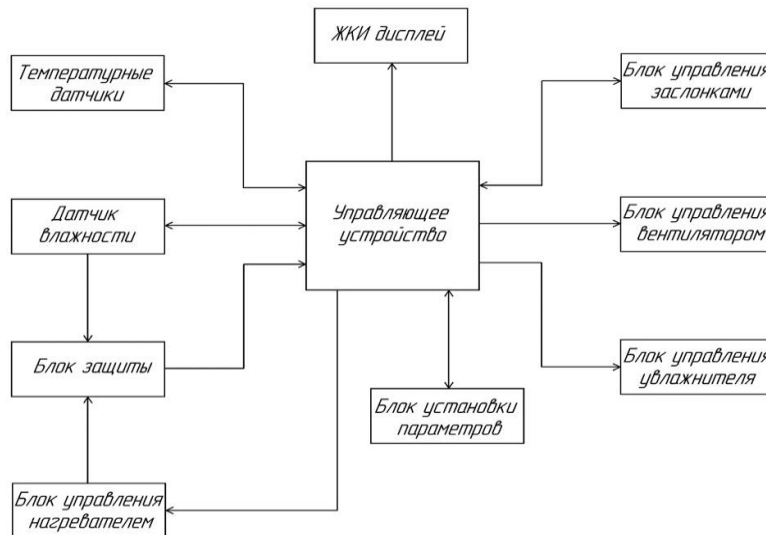 ЖКИ дисплей
Температурные
датчики
Блок управления
заслонками
Датчик
влажности
Управляющее
устройство
Блок управления
вентилятором
Блок защиты
Блок управления
увлажнителя
Блок установки
параметров
Блок управления
нагревателем